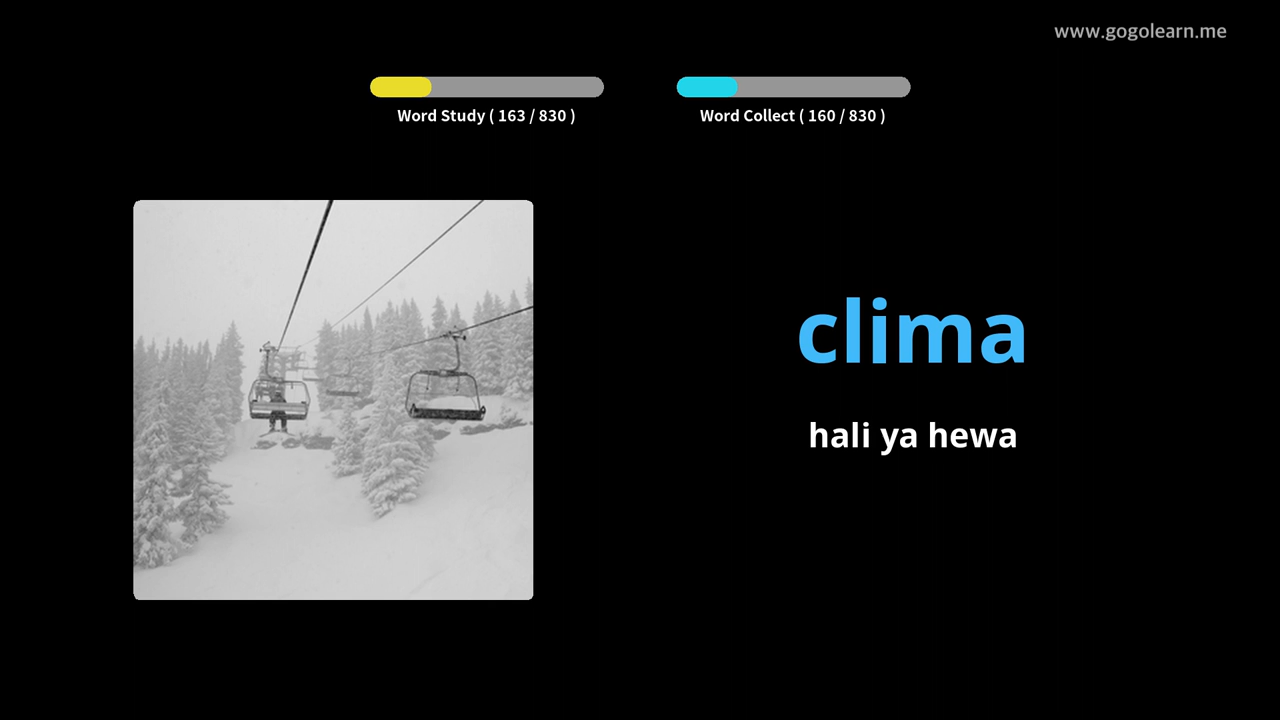 www.gogolearn.me
Word Study ( 163 / 830 )
Word Collect ( 160 / 830 )
clima
hali ya hewa